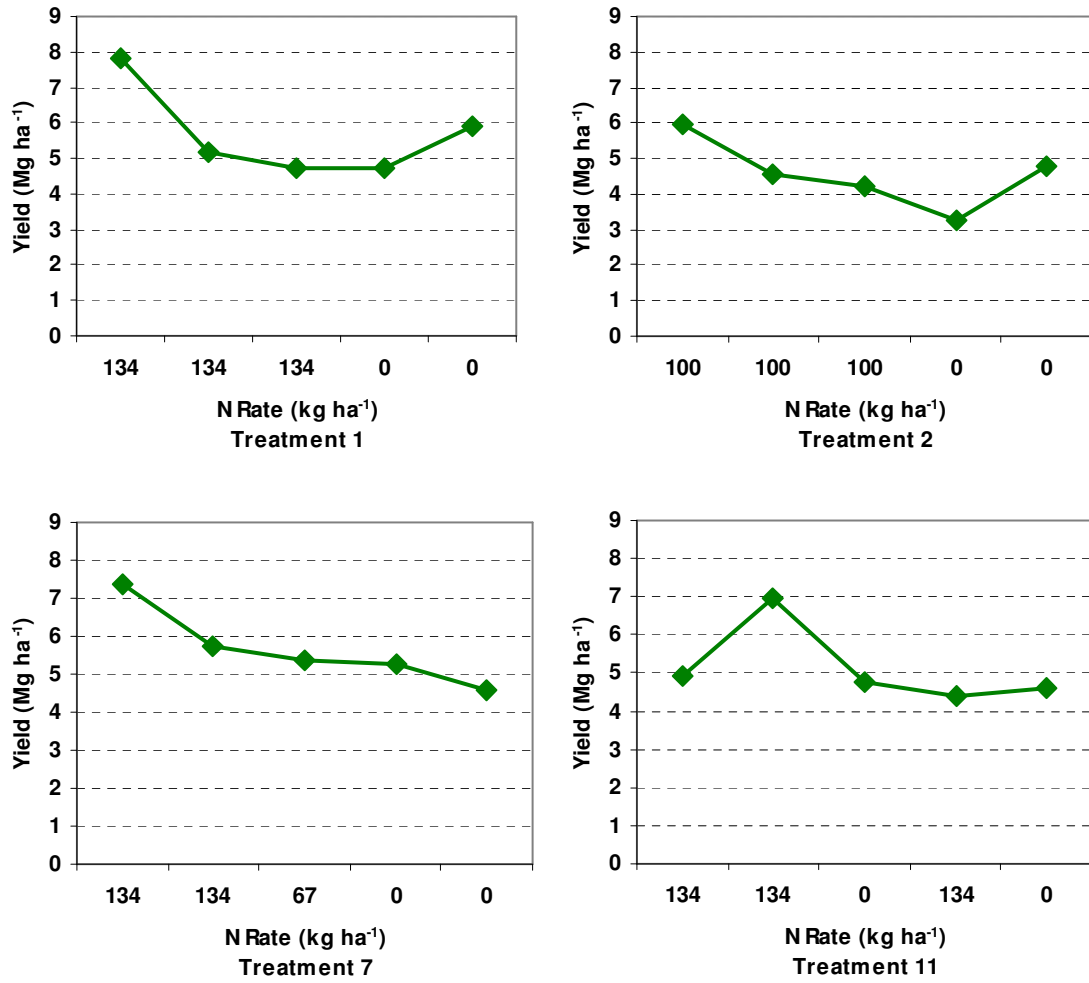 9
8
7
6
5
4
3
2
1
0
Yield (Mg ha⁻¹)
134 134 134 0 0
N Rate (kg ha⁻¹)
Treatment 1
9
8
7
6
5
4
3
2
1
0
Yield (Mg ha⁻¹)
100 100 100 0 0
N Rate (kg ha⁻¹)
Treatment 2
9
8
7
6
5
4
3
2
1
0
Yield (Mg ha⁻¹)
134 134 67 0 0
N Rate (kg ha⁻¹)
Treatment 7
9
8
7
6
5
4
3
2
1
0
Yield (Mg ha⁻¹)
134 134 0 134 0
N Rate (kg ha⁻¹)
Treatment 11